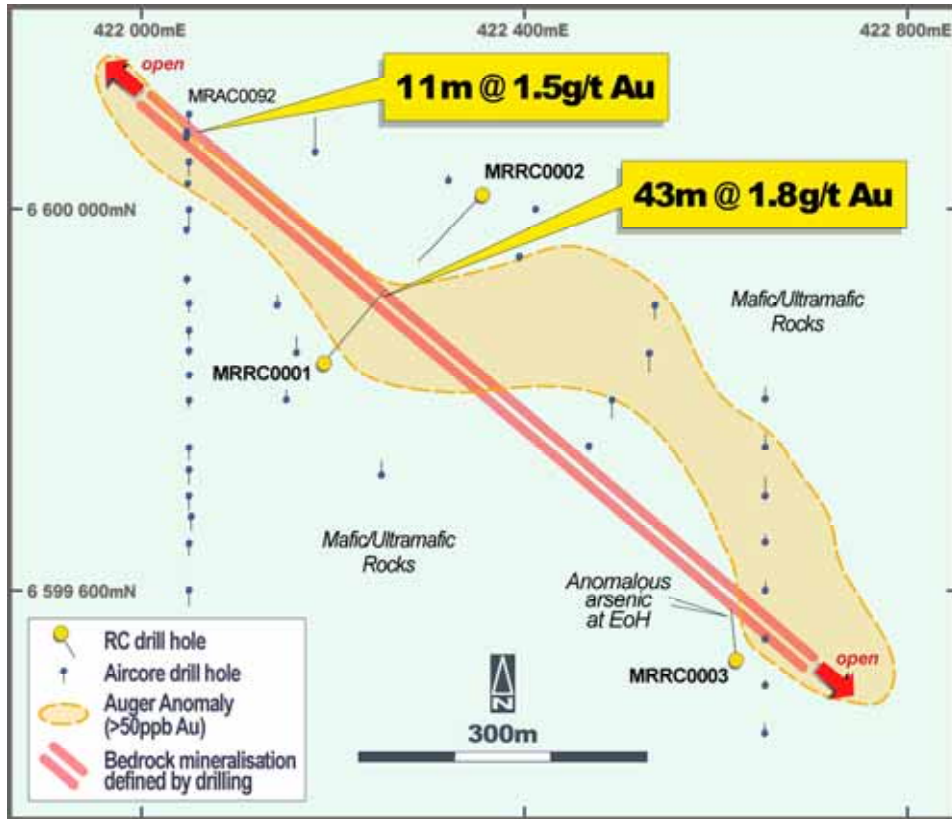 422 000mE
422 400mE
422 800mE
open
MRAC0092
11m @ 1.5g/t Au
MRRC0002
43m @ 1.8g/t Au
6 600 000mN
Mafic/Ultramafic
Rocks
MRRC0001
Mafic/Ultramafic
Rocks
Anomalous
arsenic
at EoH
6 599 600mN
open
MRRC0003
RC drill hole
Aircore drill hole
Auger Anomaly
(>50ppb Au)
Bedrock mineralisation
defined by drilling
N
300m